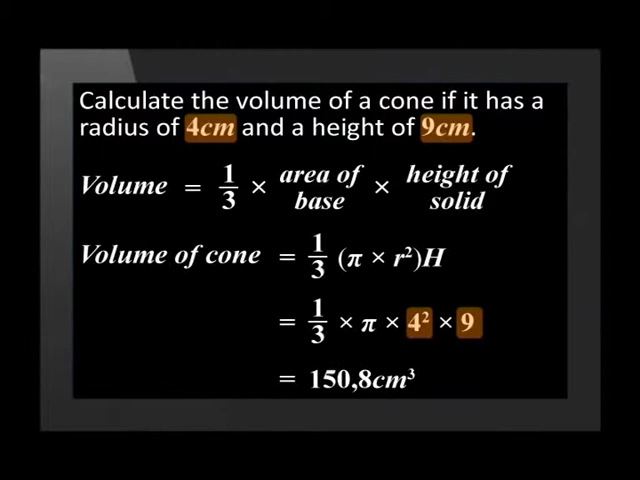 Calculate the volume of a cone if it has a
radius of 4cm and a height of 9cm.
Volume = 1/3 × area of base × height of solid
Volume of cone = 1/3 (π × r²)H
= 1/3 × π × 4² × 9
= 150,8cm³